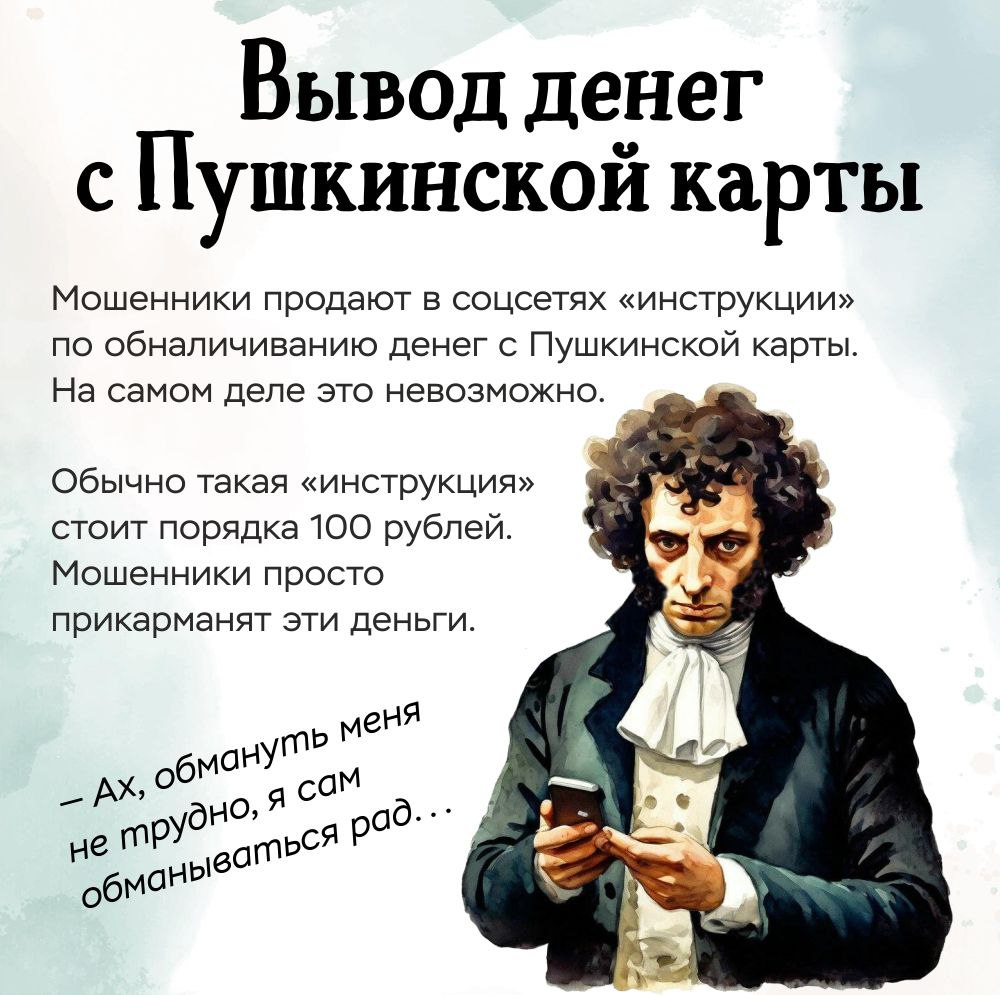 Вывод денег
с Пушкинской карты
Мошенники продают в соцсетях «инструкции»
по обналичиванию денег с Пушкинской карты.
На самом деле это невозможно.
Обычно такая «инструкция»
стоит порядка 100 рублей.
Мошенники просто
прикарманят эти деньги.
– Ах, обмануть меня
не трудно, я сам
обманываться рад...